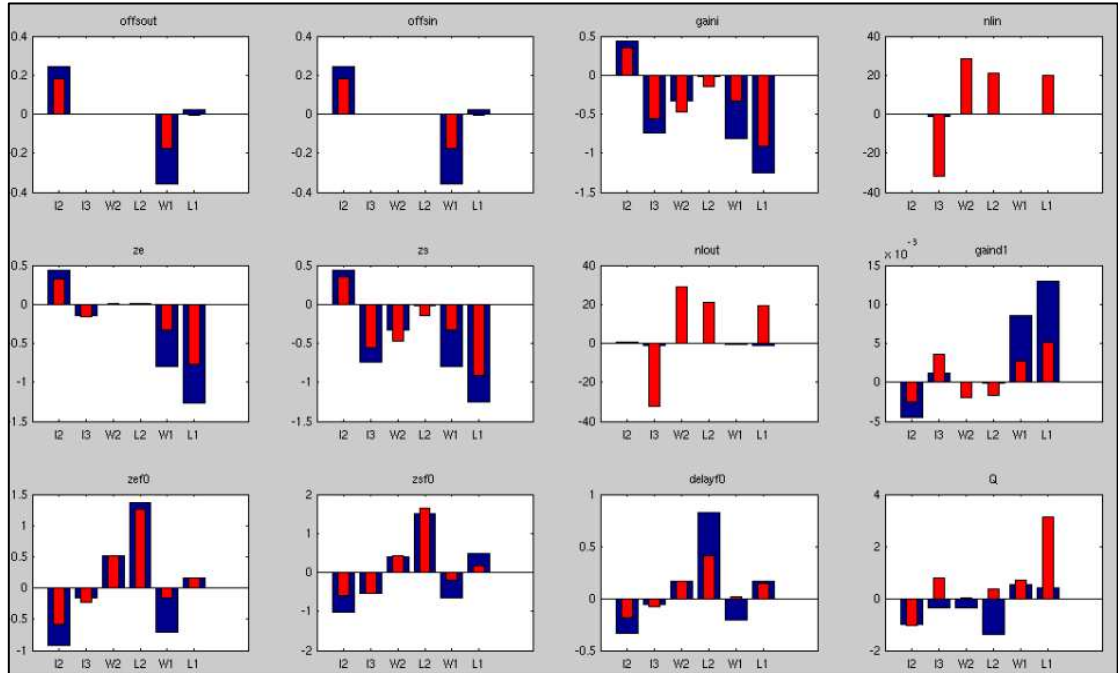 offsout
0.4
0.2
0
0.2
0.4
I2 I3 W2 L2 W1 L1
offsin
0.4
0.2
0
-0.2
-0.4
I2 I3 W2 L2 W1 L1
gaini
0.5
0
-0.5
-1
-1.5
I2 I3 W2 L2 W1 L1
nlin
40
20
0
-20
-40
I2 I3 W2 L2 W1 L1
ze
0.5
0
-0.5
-1
1.5
I2 I3 W2 L2 W1 L1
zs
0.5
0
-0.5
-1
-1.5
I2 I3 W2 L2 W1 L1
nlout
40
20
0
-20
-40
I2 I3 W2 L2 W1 L1
gaind1
× 10 -3
15
10
5
0
-5
I2 I3 W2 L2 W1 L1
zef0
1.5
1
0.5
0
-0.5
-1
I2 I3 W2 L2 W1 L1
zsf0
2
1
0
-1
-2
I2 I3 W2 L2 W1 L1
delayf0
1
0.5
0
-0.5
I2 I3 W2 L2 W1 L1
Q
4
2
0
-2
I2 I3 W2 L2 W1 L1